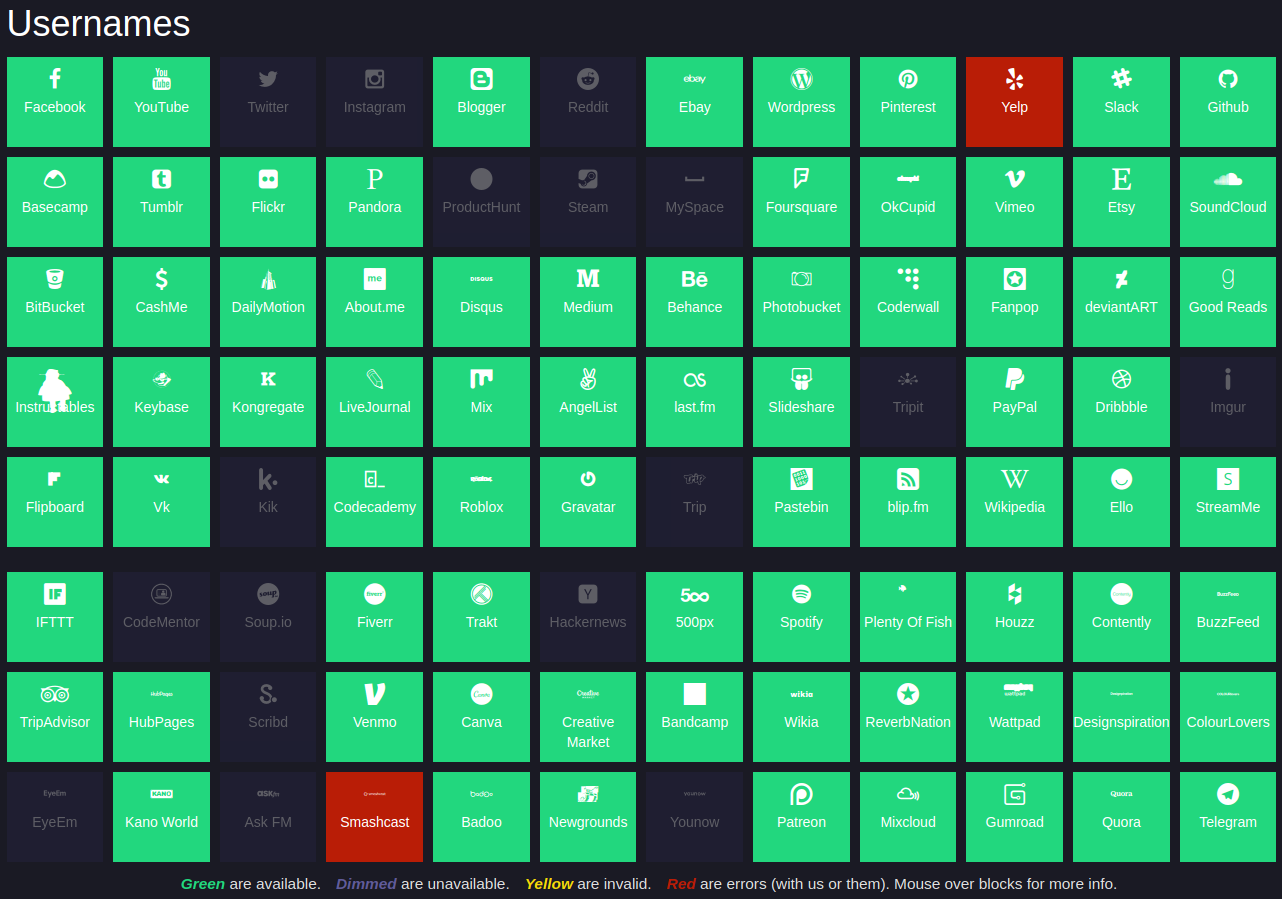 Usernames
Facebook YouTube Twitter Instagram Blogger Reddit Ebay Wordpress Pinterest Yelp Slack Github
Basecamp Tumblr Flickr Pandora ProductHunt Steam MySpace Foursquare OkCupid Vimeo Etsy SoundCloud
BitBucket CashMe DailyMotion About.me Disqus Medium Behance Photobucket Coderwall Fanpop deviantART Good Reads
Instructables Keybase Kongregate LiveJournal Mix AngelList last.fm Slideshare Tripit PayPal Dribbble Imgur
Flipboard Vk Kik Codecademy Roblox Gravatar Trip Pastebin blip.fm Wikipedia Ello StreamMe
IFTTT CodeMentor Soup.io Fiverr Trakt Hackernews 500px Spotify Plenty Of Fish Houzz Contently BuzzFeed
TripAdvisor HubPages Scribd Venmo Canva Creative Market Bandcamp Wikia ReverbNation Wattpad Designspiration ColourLovers
EyeEm Kano World Ask FM Smashcast Badoo Newgrounds Younow Patreon Mixcloud Gumroad Quora Telegram
Green are available. Dimmed are unavailable. Yellow are invalid. Red are errors (with us or them). Mouse over blocks for more info.